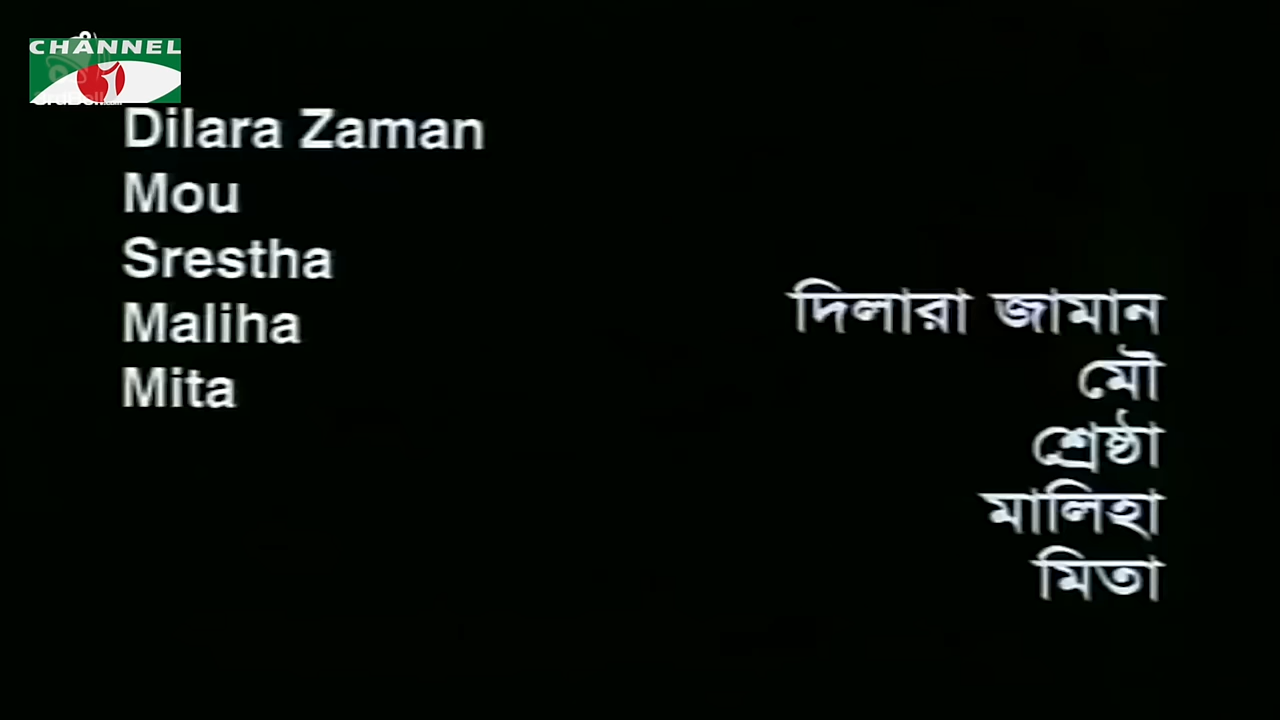 CHANNEL
Dilara Zaman
Mou
Srestha
Maliha
Mita
দিলারা জামান
মৌ
শ্রেষ্ঠা
মালিহা
মিতা